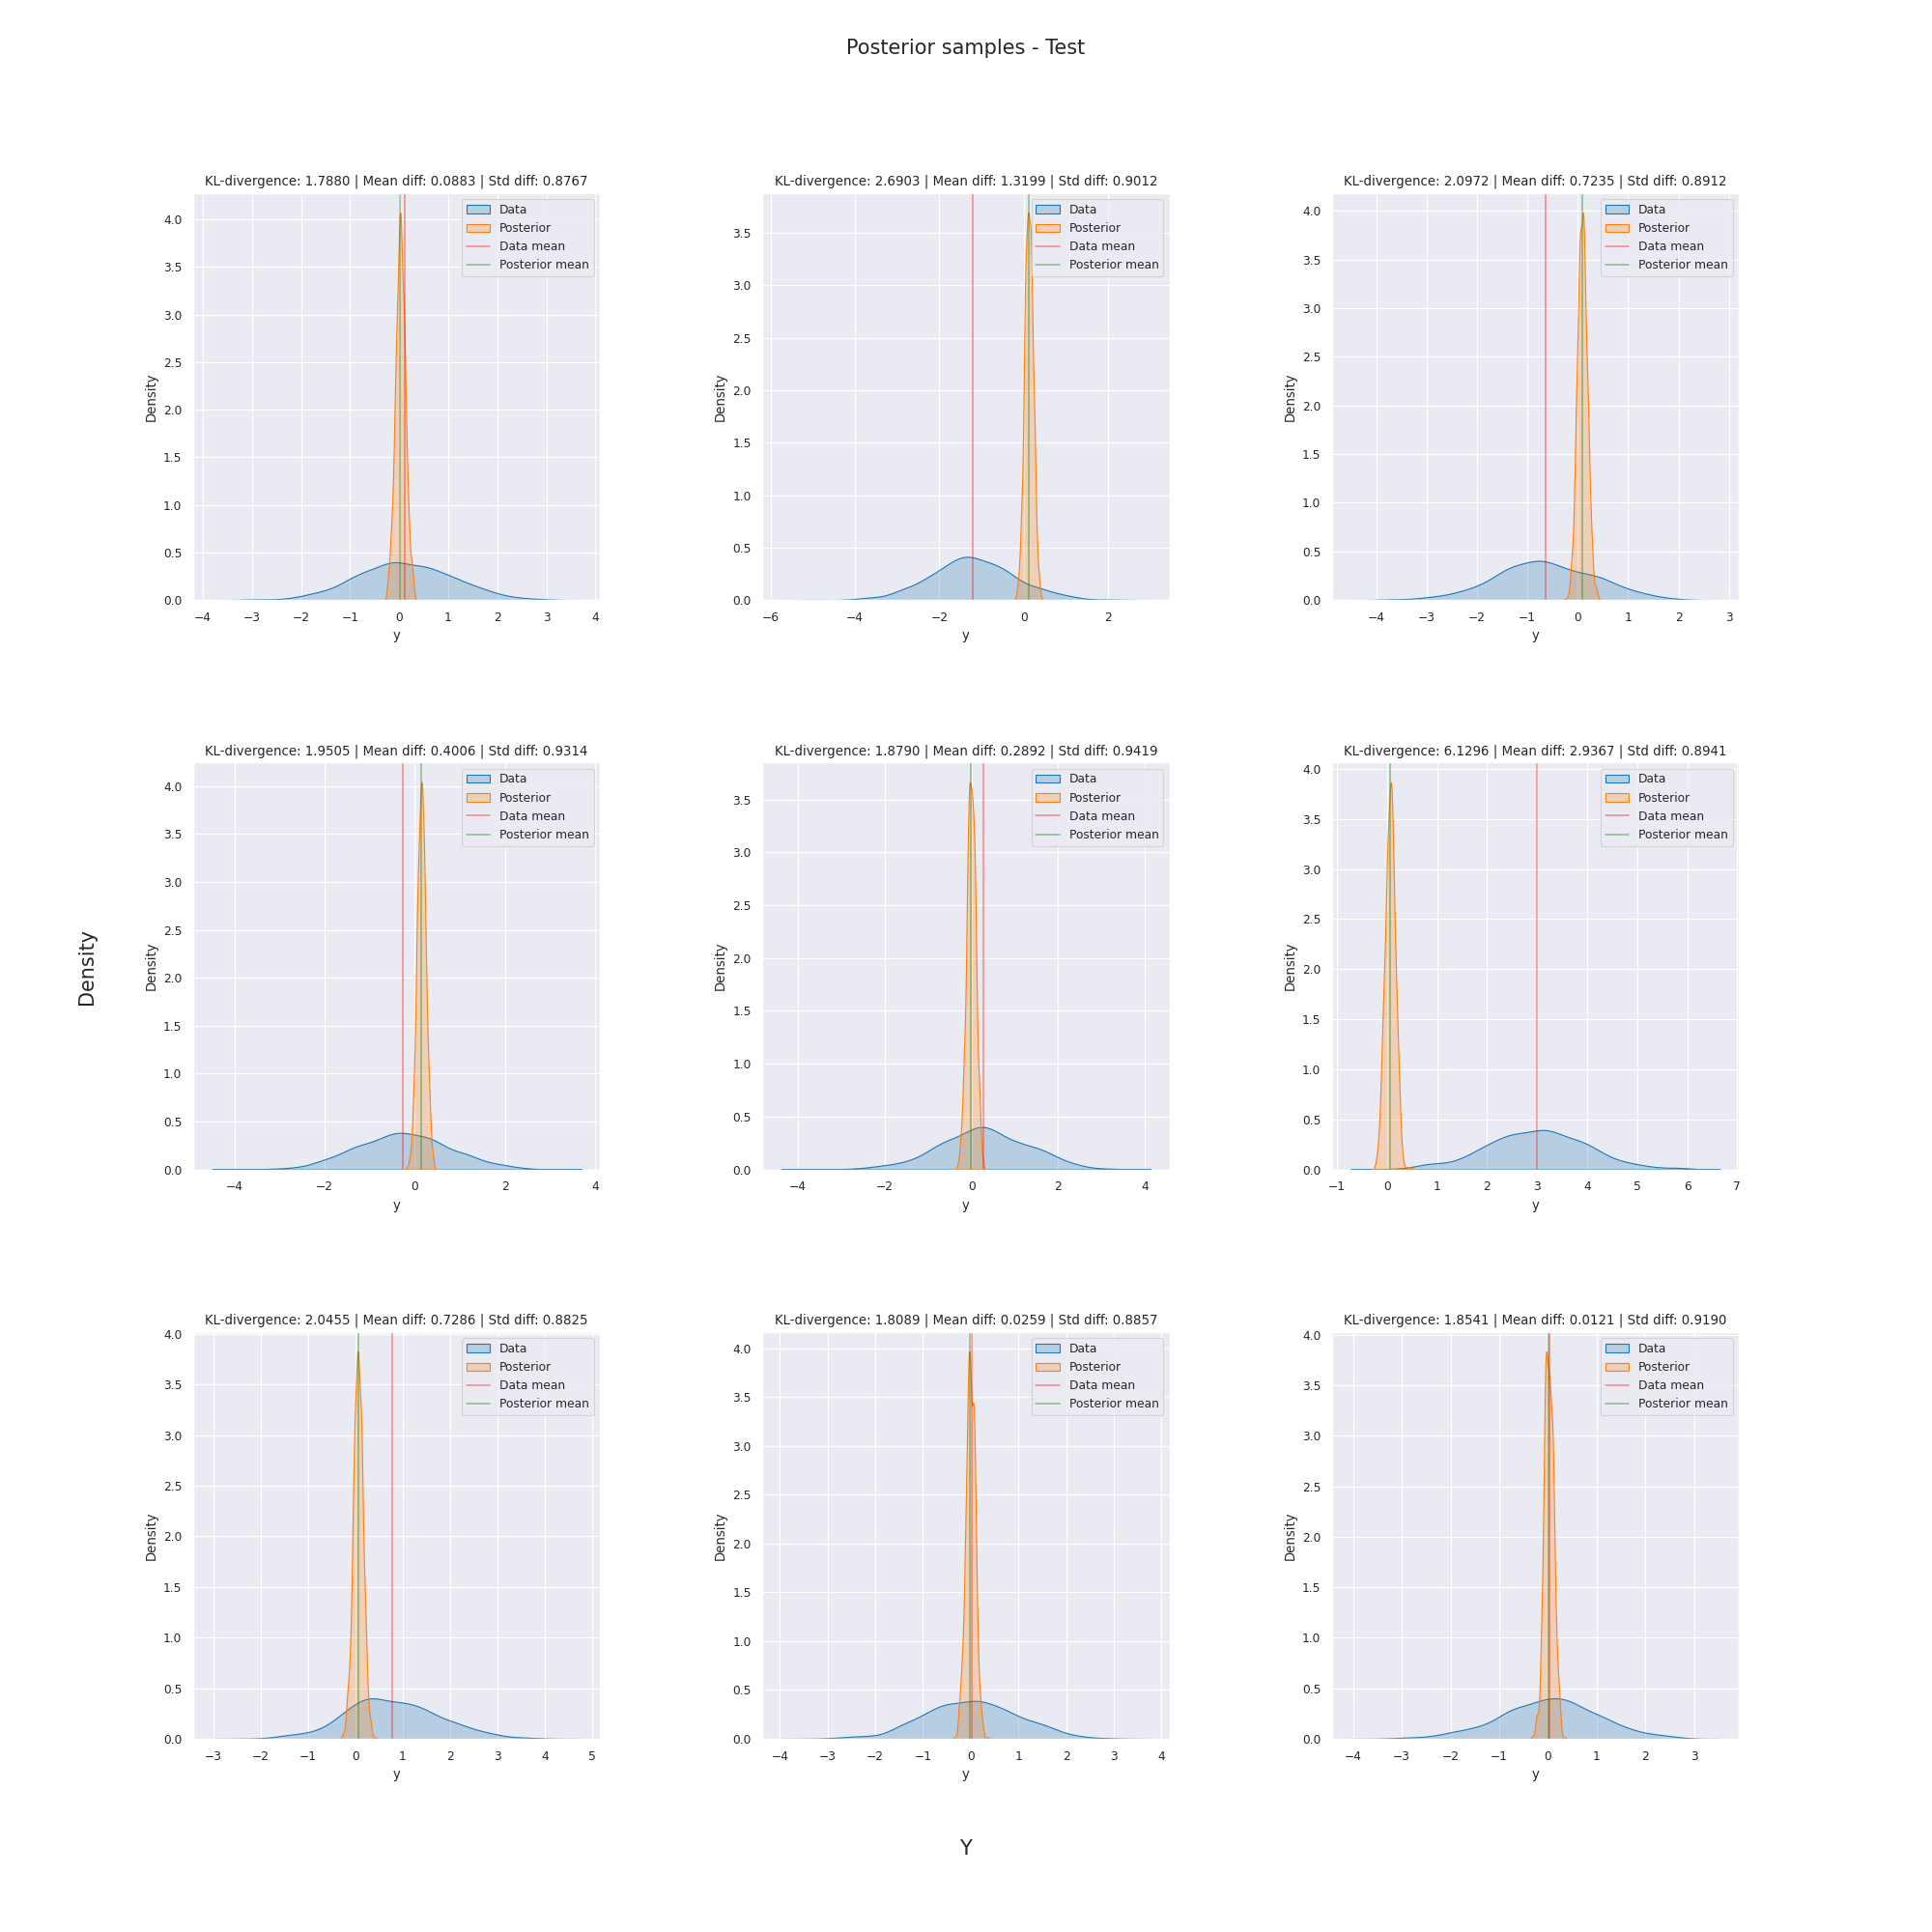 Posterior samples - Test
KL-divergence: 1.7880 | Mean diff: 0.0883 | Std diff: 0.8767
Data
Posterior
Data mean
Posterior mean
4.0
3.5
3.0
2.5
2.0
1.5
1.0
0.5
0.0
Density
−4 −3 −2 −1 0 1 2 3 4
y
KL-divergence: 2.6903 | Mean diff: 1.3199 | Std diff: 0.9012
Data
Posterior
Data mean
Posterior mean
3.5
3.0
2.5
2.0
1.5
1.0
0.5
0.0
Density
−6 −4 −2 0 2
y
KL-divergence: 2.0972 | Mean diff: 0.7235 | Std diff: 0.8912
Data
Posterior
Data mean
Posterior mean
4.0
3.5
3.0
2.5
2.0
1.5
1.0
0.5
0.0
Density
−4 −3 −2 −1 0 1 2 3
y
Density
KL-divergence: 1.9505 | Mean diff: 0.4006 | Std diff: 0.9314
Data
Posterior
Data mean
Posterior mean
4.0
3.5
3.0
2.5
2.0
1.5
1.0
0.5
0.0
Density
−4 −2 0 2 4
y
KL-divergence: 1.8790 | Mean diff: 0.2892 | Std diff: 0.9419
Data
Posterior
Data mean
Posterior mean
3.5
3.0
2.5
2.0
1.5
1.0
0.5
0.0
Density
−4 −2 0 2 4
y
KL-divergence: 6.1296 | Mean diff: 2.9367 | Std diff: 0.8941
Data
Posterior
Data mean
Posterior mean
4.0
3.5
3.0
2.5
2.0
1.5
1.0
0.5
0.0
Density
−1 0 1 2 3 4 5 6 7
y
KL-divergence: 2.0455 | Mean diff: 0.7286 | Std diff: 0.8825
Data
Posterior
Data mean
Posterior mean
4.0
3.5
3.0
2.5
2.0
1.5
1.0
0.5
0.0
Density
−3 −2 −1 0 1 2 3 4 5
y
KL-divergence: 1.8089 | Mean diff: 0.0259 | Std diff: 0.8857
Data
Posterior
Data mean
Posterior mean
4.0
3.5
3.0
2.5
2.0
1.5
1.0
0.5
0.0
Density
−4 −3 −2 −1 0 1 2 3 4
y
KL-divergence: 1.8541 | Mean diff: 0.0121 | Std diff: 0.9190
Data
Posterior
Data mean
Posterior mean
4.0
3.5
3.0
2.5
2.0
1.5
1.0
0.5
0.0
Density
−4 −3 −2 −1 0 1 2 3
y
Y